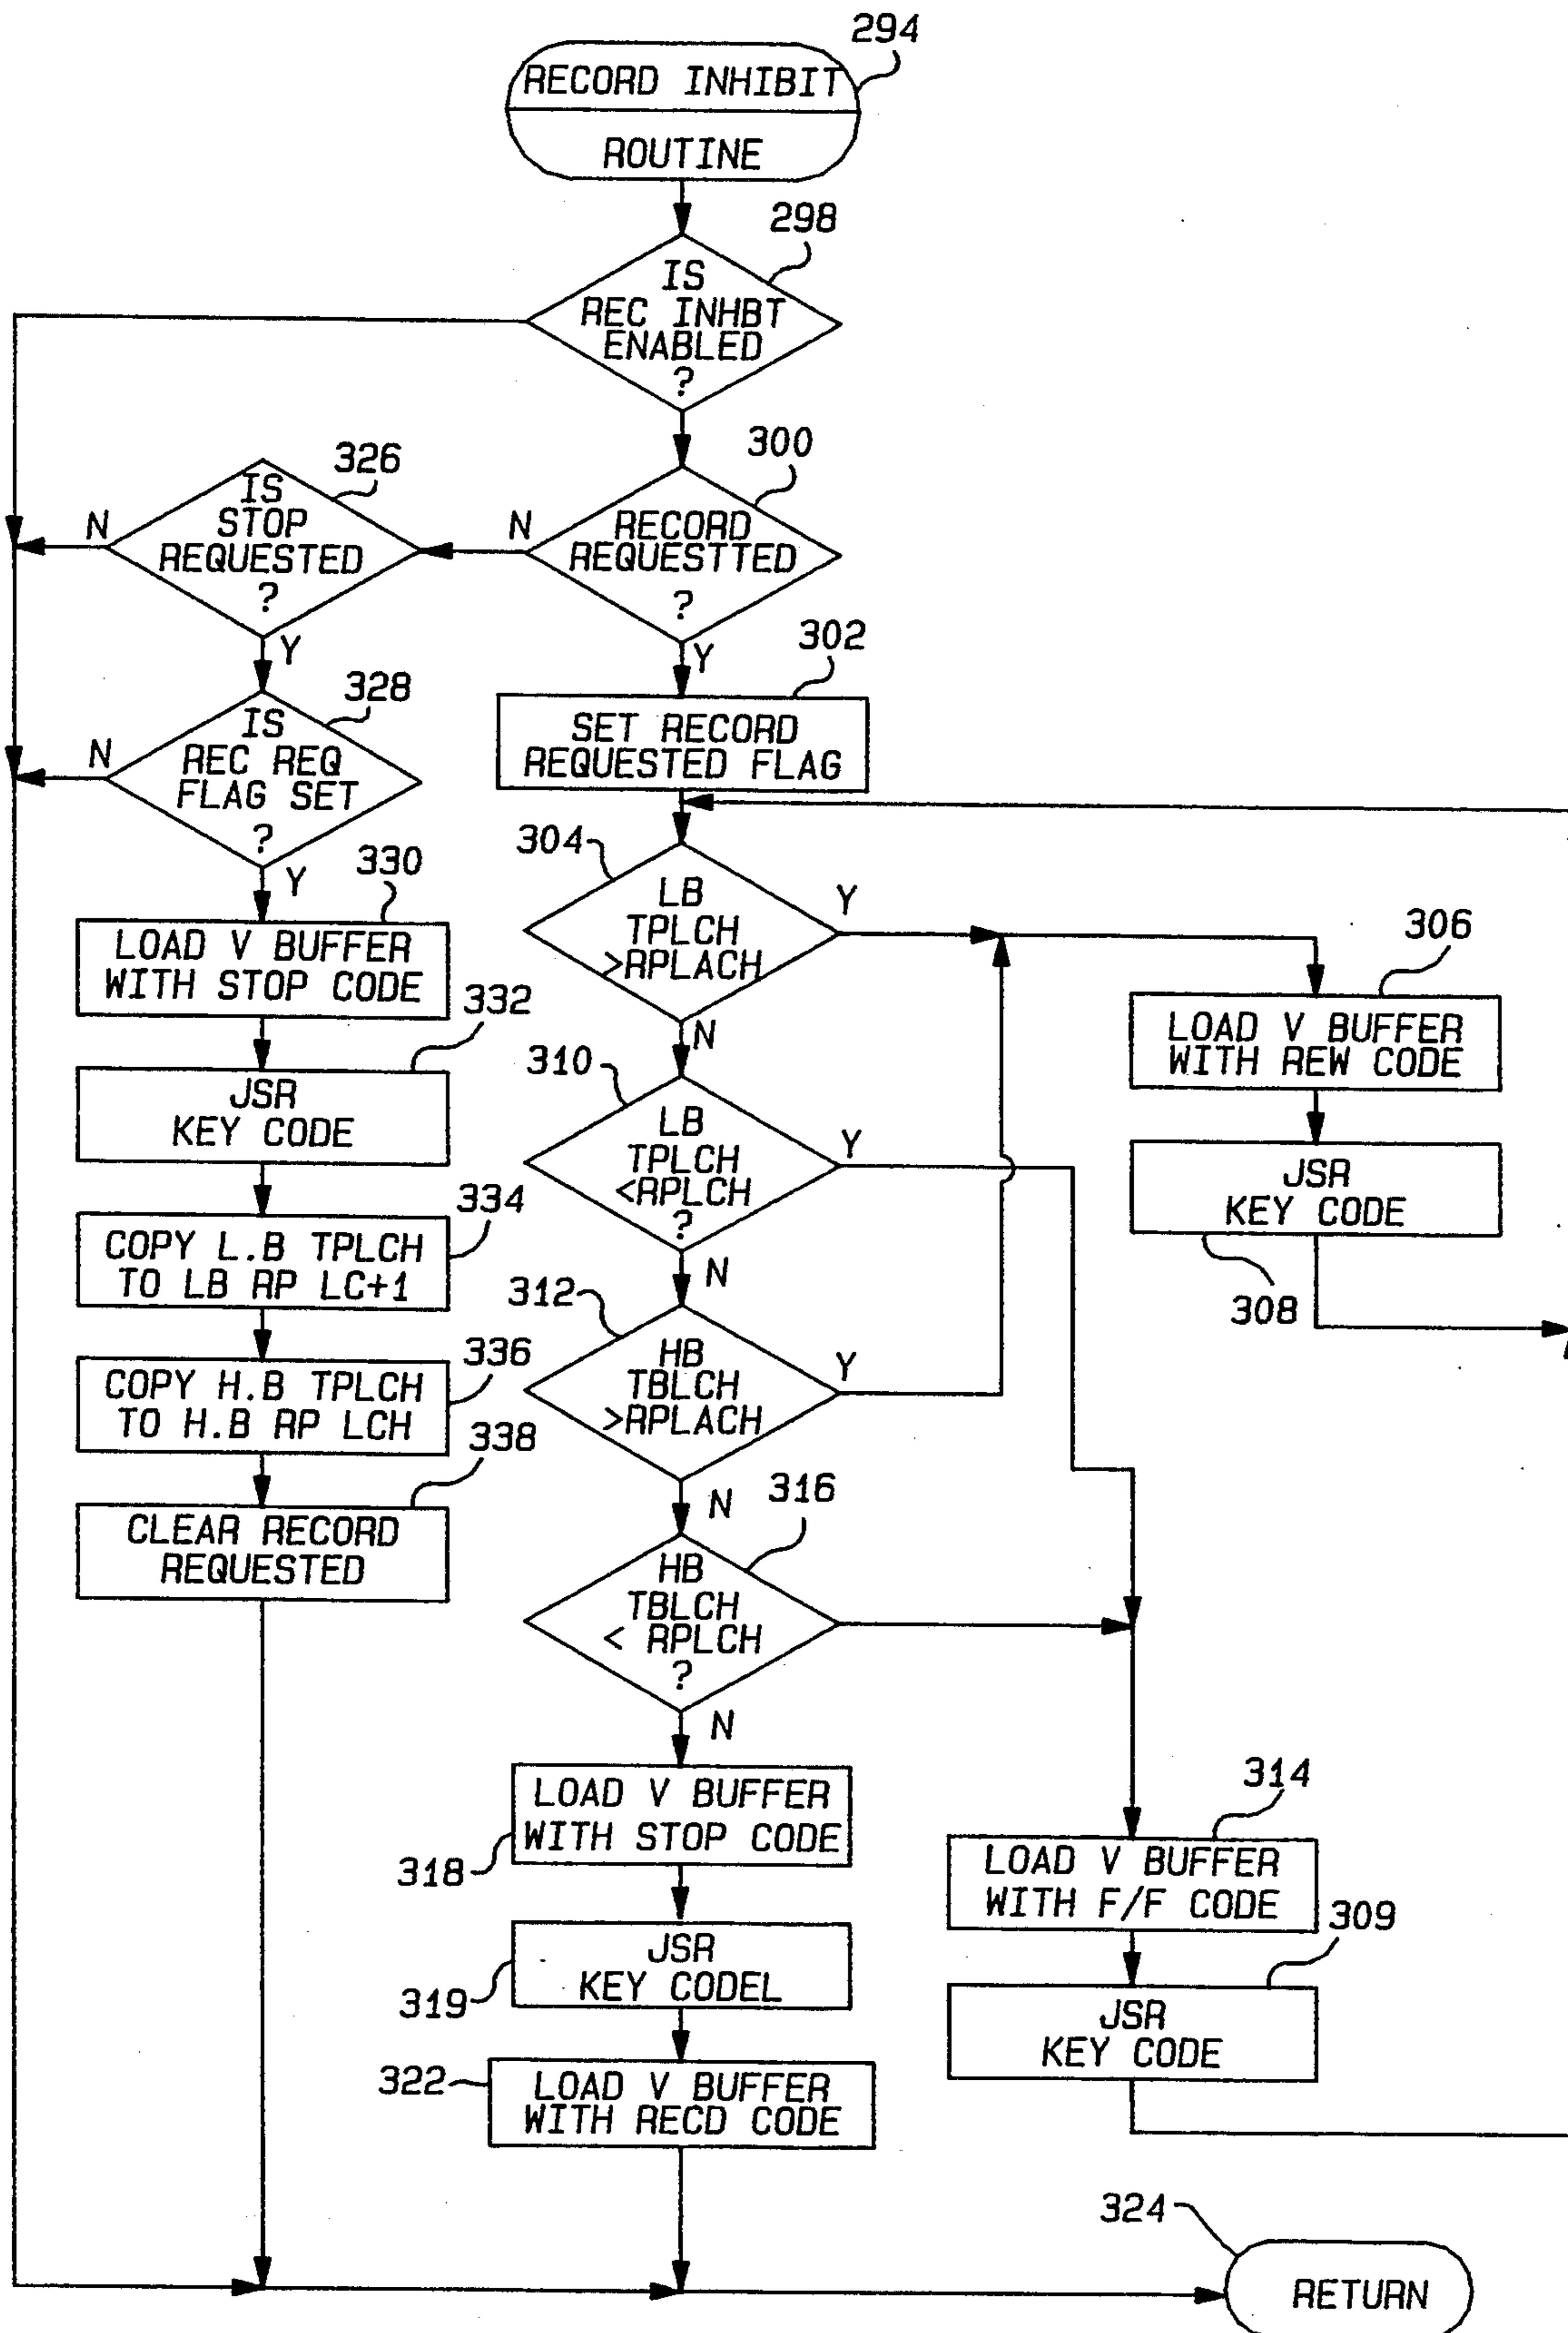 294
RECORD INHIBIT
ROUTINE
298
IS
REC INHBT
ENABLED
?
300
RECORD
REQUESTTED
?
N
Y
326
IS
STOP
REQUESTED
?
N
Y
328
IS
REC REQ
FLAG SET
?
N
Y
330
LOAD V BUFFER
WITH STOP CODE
332
JSR
KEY CODE
334
COPY L.B TPLCH
TO LB RP LC+1
336
COPY H.B TPLCH
TO H.B RP LCH
338
CLEAR RECORD
REQUESTED
302
SET RECORD
REQUESTED FLAG
304
LB
TPLCH
>RPLACH
Y
N
306
LOAD V BUFFER
WITH REW CODE
JSR
KEY CODE
308
310
LB
TPLCH
<RPLCH
?
Y
N
312
HB
TBLCH
>RPLACH
Y
N
316
HB
TBLCH
< RPLCH
?
N
318
LOAD V BUFFER
WITH STOP CODE
319
JSR
KEY CODEL
322
LOAD V BUFFER
WITH RECD CODE
314
LOAD V BUFFER
WITH F/F CODE
309
JSR
KEY CODE
324
RETURN